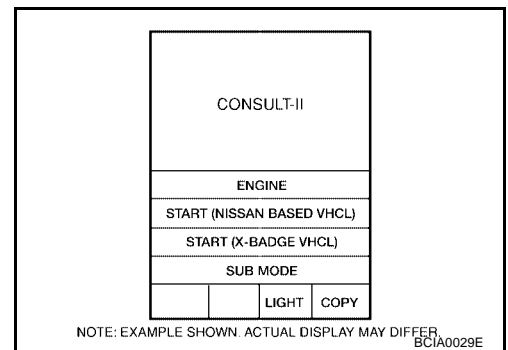 CONSULT-II
ENGINE
START (NISSAN BASED VHCL)
START (X-BADGE VHCL)
SUB MODE
LIGHT COPY
NOTE: EXAMPLE SHOWN. ACTUAL DISPLAY MAY DIFFER.
BCIA0029E